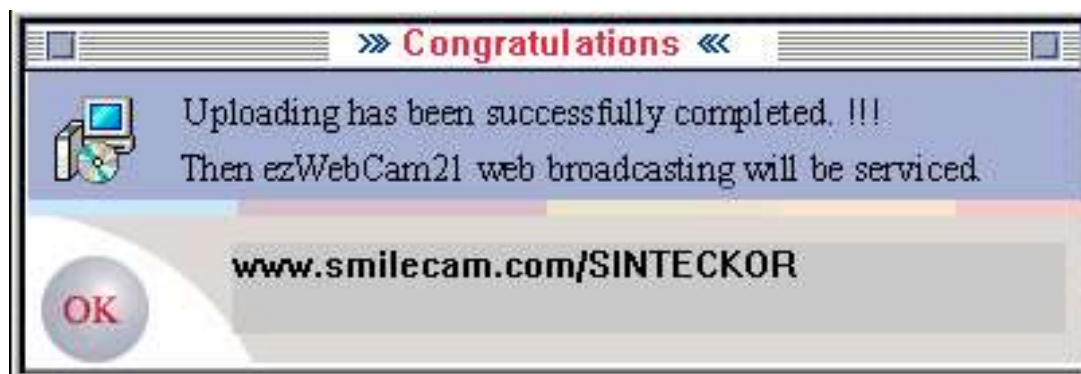 ⋙ Congratulations ⋘
Uploading has been successfully completed. !!!
Then ezWebCam21 web broadcasting will be serviced.
www.smilecam.com/SINTECKOR
OK